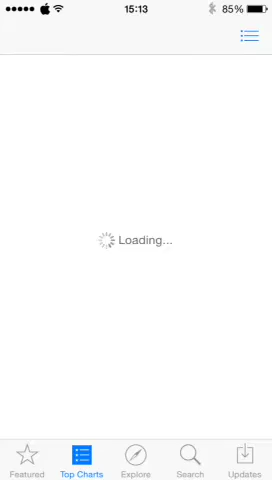 15:13
85%
Loading...
Featured
Top Charts
Explore
Search
Updates